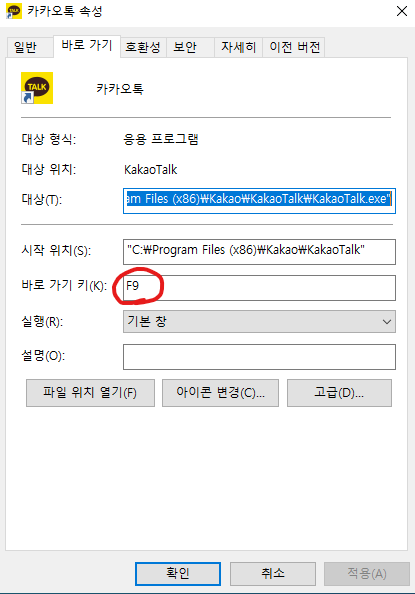 카카오톡 속성
일반 바로 가기 호환성 보안 자세히 이전 버전
TALK 카카오톡
대상 형식: 응용 프로그램
대상 위치: KakaoTalk
대상(T): am Files (x86)₩Kakao₩KakaoTalk₩KakaoTalk.exe"
시작 위치(S): "C:₩Program Files (x86)₩Kakao₩KakaoTalk"
바로 가기 키(K): F9
실행(R): 기본 창
설명(O):
파일 위치 열기(F) 아이콘 변경(C)... 고급(D)...
확인 취소 적용(A)